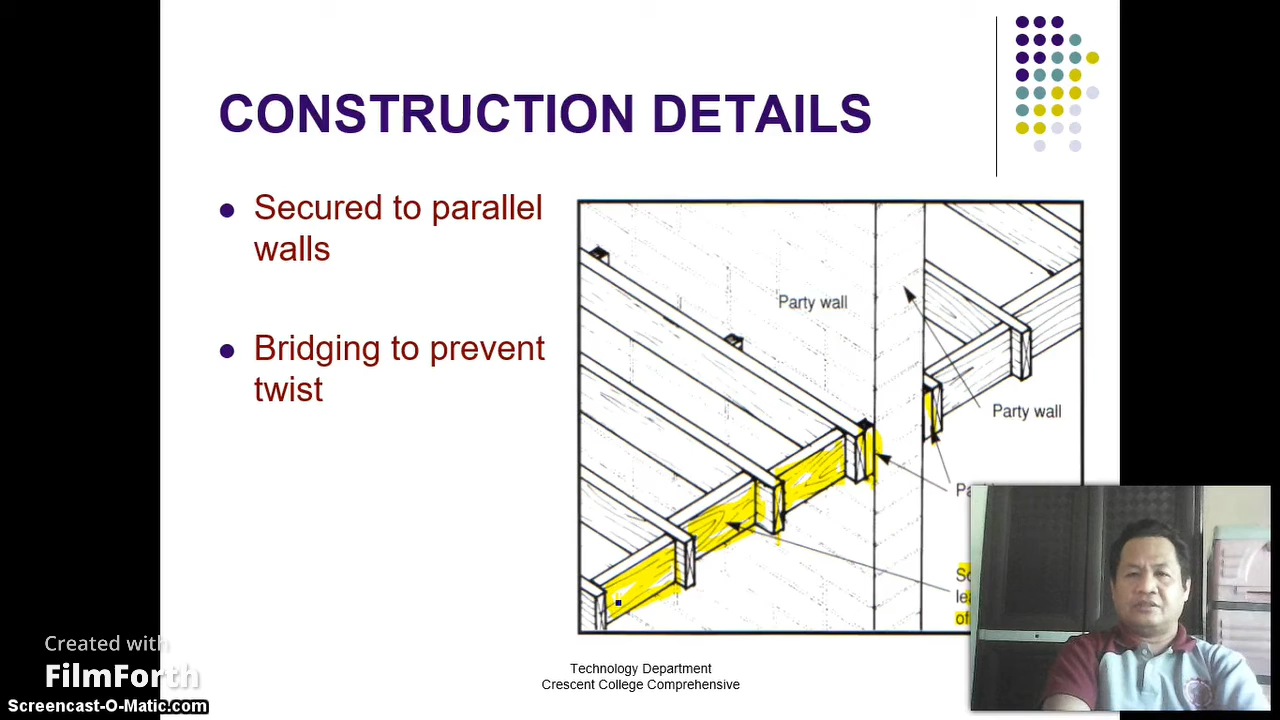 CONSTRUCTION DETAILS
Secured to parallel
walls
Bridging to prevent
twist
Party wall
Party wall
Technology Department
Crescent College Comprehensive
Created with
FilmForth
Screencast-O-Matic.com